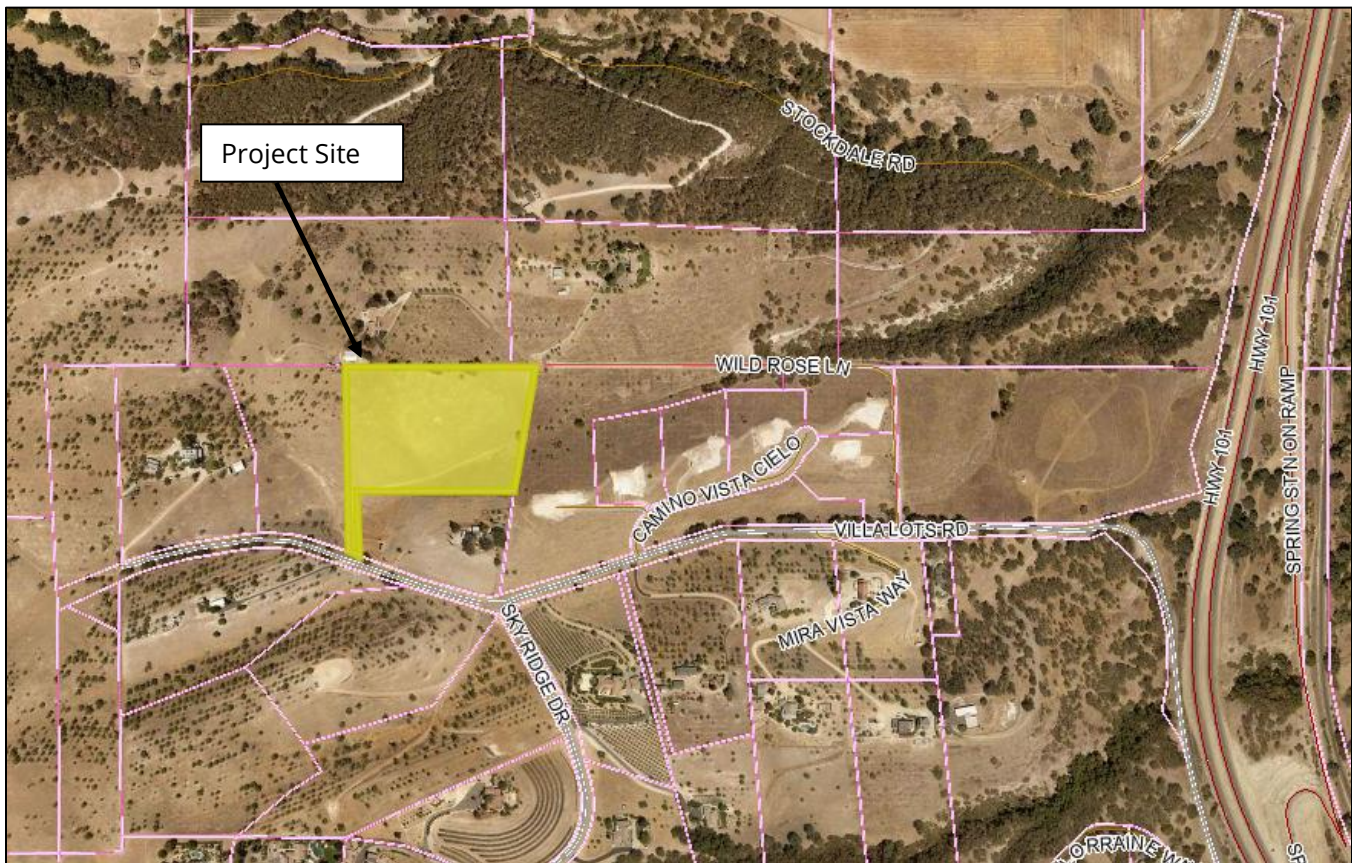 STOCKDALE RD
Project Site
HWY 101
HWY 101
WILD ROSE LN
SPRING ST N ON RAMP
CAMINO VISTA CIELO
VILLA LOTS RD
MIRA VISTA WAY
SKY RIDGE DR